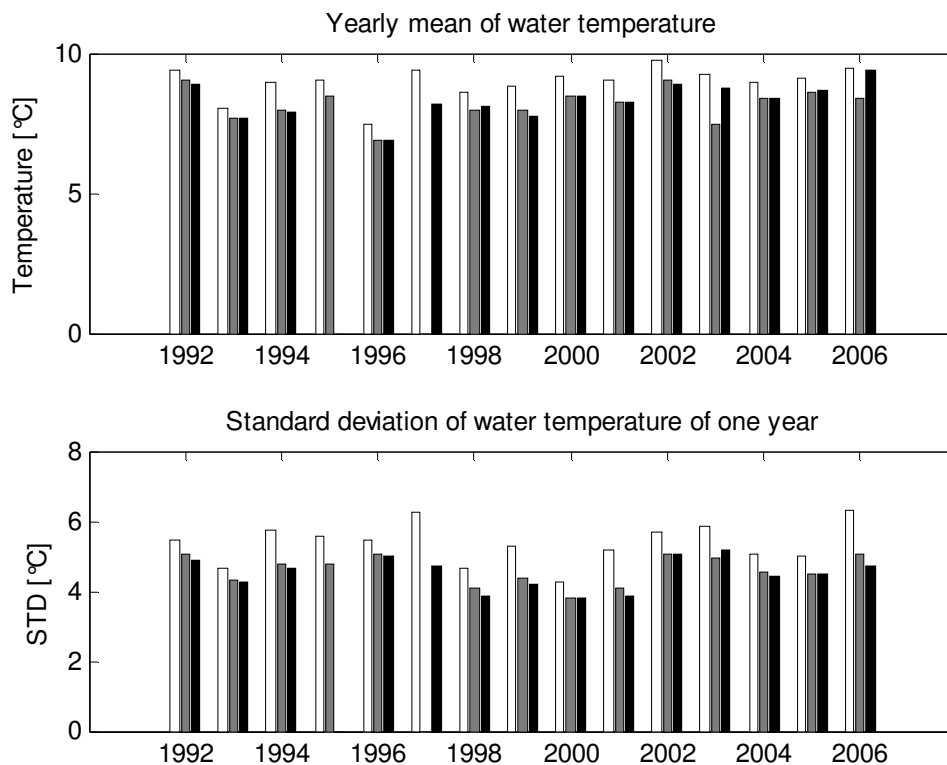 Yearly mean of water temperature
10
5
0
Temperature [°C]
1992 1994 1996 1998 2000 2002 2004 2006
Standard deviation of water temperature of one year
8
6
4
2
0
STD [°C]
1992 1994 1996 1998 2000 2002 2004 2006